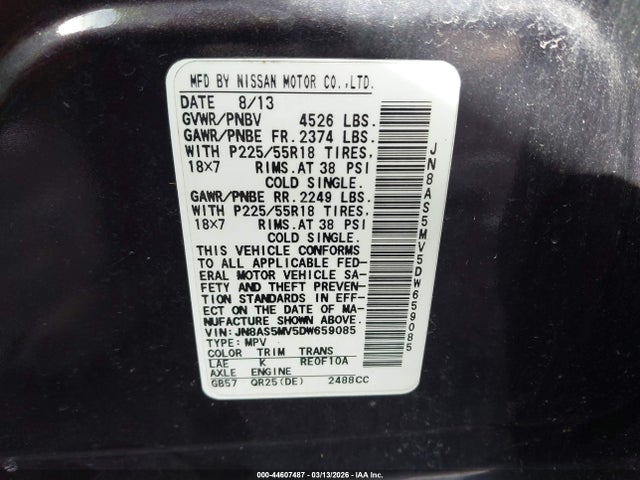 MFD BY NISSAN MOTOR CO.,LTD.
DATE 8/13
GVWR/PNBV 4526 LBS.
GAWR/PNBE FR. 2374 LBS.
WITH P225/55R18 TIRES,
18×7 RIMS.AT 38 PSI
COLD SINGLE.
GAWR/PNBE RR. 2249 LBS.
WITH P225/55R18 TIRES,
18×7 RIMS.AT 38 PSI
COLD SINGLE.
THIS VEHICLE CONFORMS
TO ALL APPLICABLE FED-
ERAL MOTOR VEHICLE SA-
FETY AND THEFT PREVEN-
TION STANDARDS IN EFF-
ECT ON THE DATE OF MA-
NUFACTURE SHOWN ABOVE.
VIN: JN8AS5MV5DW659085
TYPE: MPV
COLOR TRIM TRANS
LAE K RE0F10A
AXLE ENGINE
GB57 QR25(DE) 2488CC
JN8AS5MV5DW659085
000-44607487 - 03/13/2026 - IAA Inc.